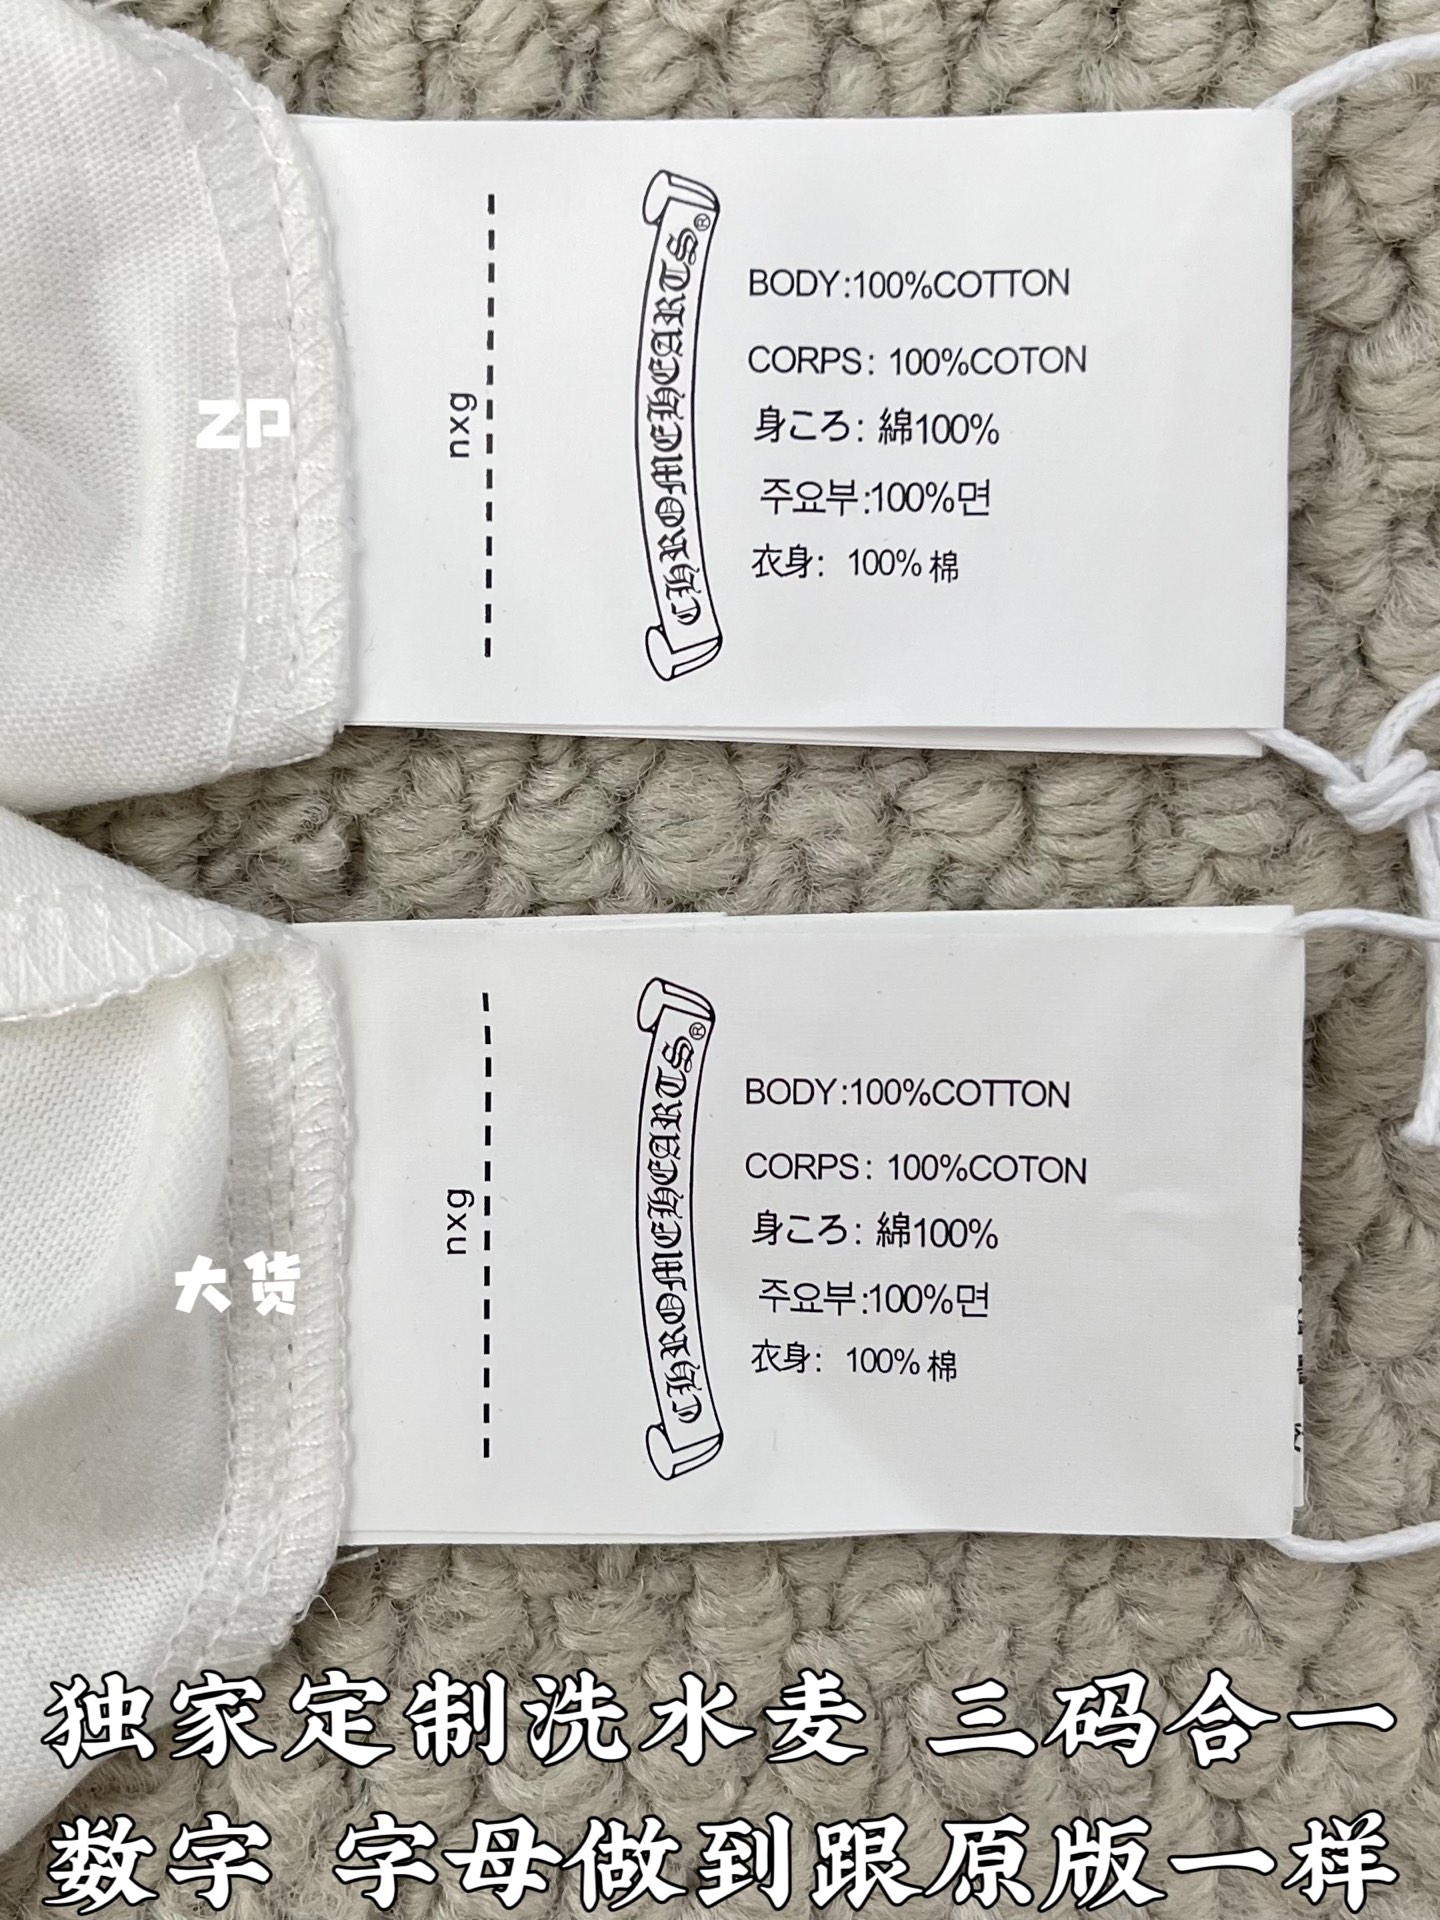 nxg
CHROMEHEARTS®
BODY:100%COTTON
CORPS: 100%COTON
身ころ: 綿100%
주요부:100%면
衣身: 100% 棉
ZP
nxg
CHROMEHEARTS®
BODY:100%COTTON
CORPS: 100%COTON
身ころ: 綿100%
주요부:100%면
衣身: 100% 棉
大货
独家定制洗水麦 三码合一
数字 字母做到跟原版一样